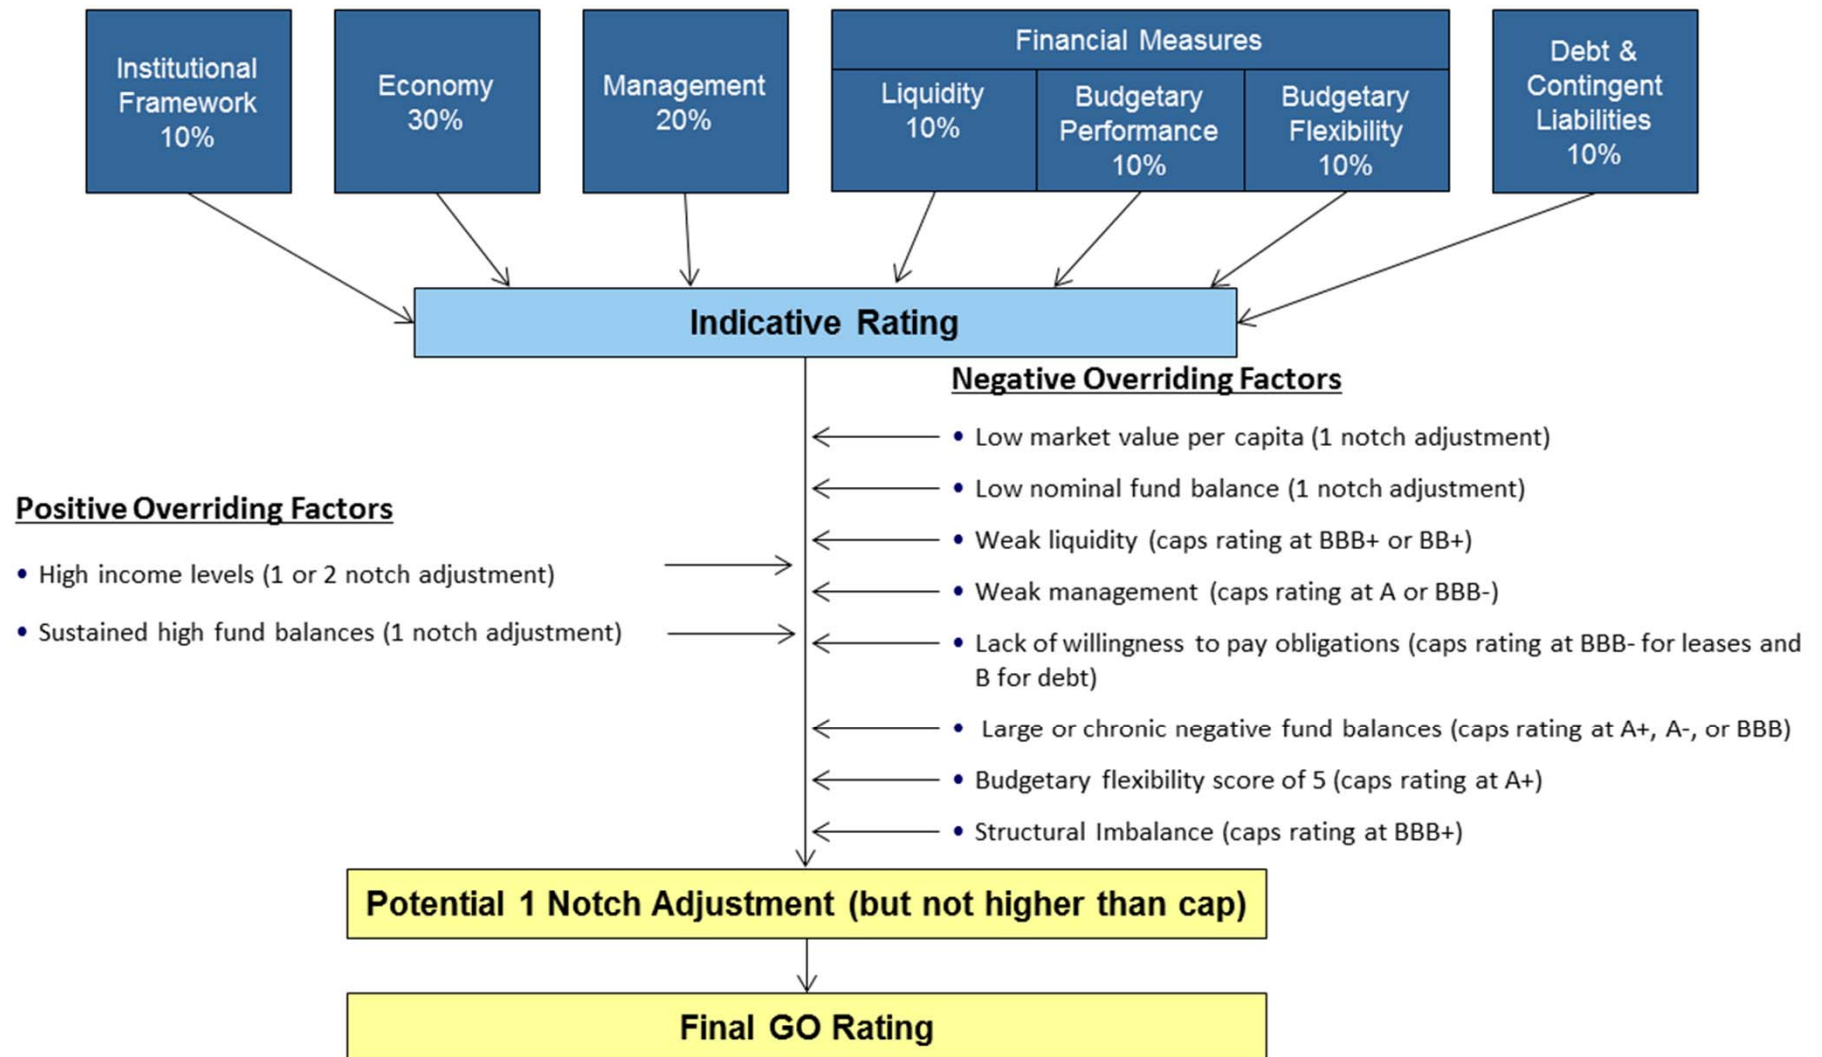 Institutional
Framework
10%
Economy
30%
Management
20%
Financial Measures
Liquidity
10%
Budgetary
Performance
10%
Budgetary
Flexibility
10%
Debt &
Contingent
Liabilities
10%
Indicative Rating
Negative Overriding Factors
• Low market value per capita (1 notch adjustment)
• Low nominal fund balance (1 notch adjustment)
• Weak liquidity (caps rating at BBB+ or BB+)
• Weak management (caps rating at A or BBB-)
• Lack of willingness to pay obligations (caps rating at BBB- for leases and
B for debt)
• Large or chronic negative fund balances (caps rating at A+, A-, or BBB)
• Budgetary flexibility score of 5 (caps rating at A+)
• Structural Imbalance (caps rating at BBB+)
Positive Overriding Factors
• High income levels (1 or 2 notch adjustment)
• Sustained high fund balances (1 notch adjustment)
Potential 1 Notch Adjustment (but not higher than cap)
Final GO Rating